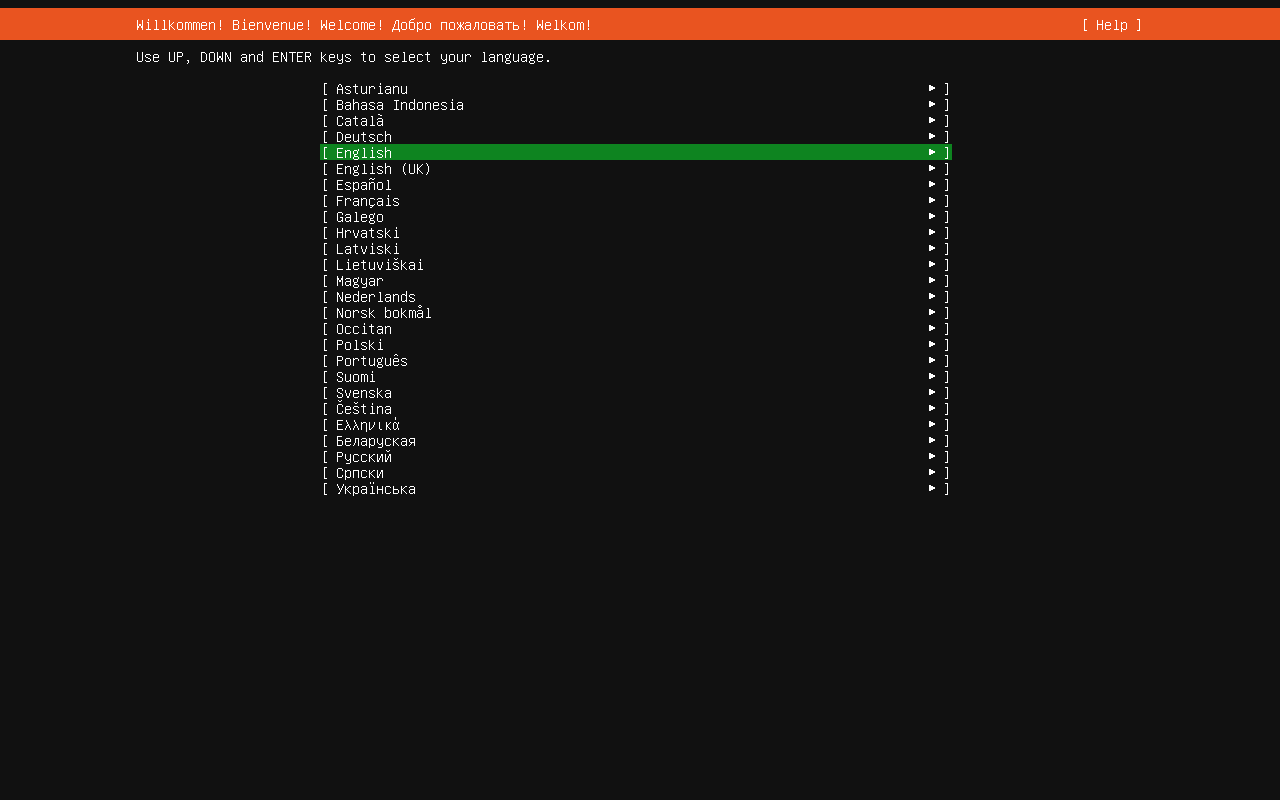 Willkommen! Bienvenue! Welcome! Добро пожаловать! Welkom! [ Help ]
Use UP, DOWN and ENTER keys to select your language.
[ Asturianu ▸ ]
[ Bahasa Indonesia ▸ ]
[ Català ▸ ]
[ Deutsch ▸ ]
[ English ▸ ]
[ English (UK) ▸ ]
[ Español ▸ ]
[ Français ▸ ]
[ Galego ▸ ]
[ Hrvatski ▸ ]
[ Latviski ▸ ]
[ Lietuviškai ▸ ]
[ Magyar ▸ ]
[ Nederlands ▸ ]
[ Norsk bokmål ▸ ]
[ Occitan ▸ ]
[ Polski ▸ ]
[ Português ▸ ]
[ Suomi ▸ ]
[ Svenska ▸ ]
[ Čeština ▸ ]
[ Ελληνικά ▸ ]
[ Беларуская ▸ ]
[ Русский ▸ ]
[ Српски ▸ ]
[ Українська ▸ ]